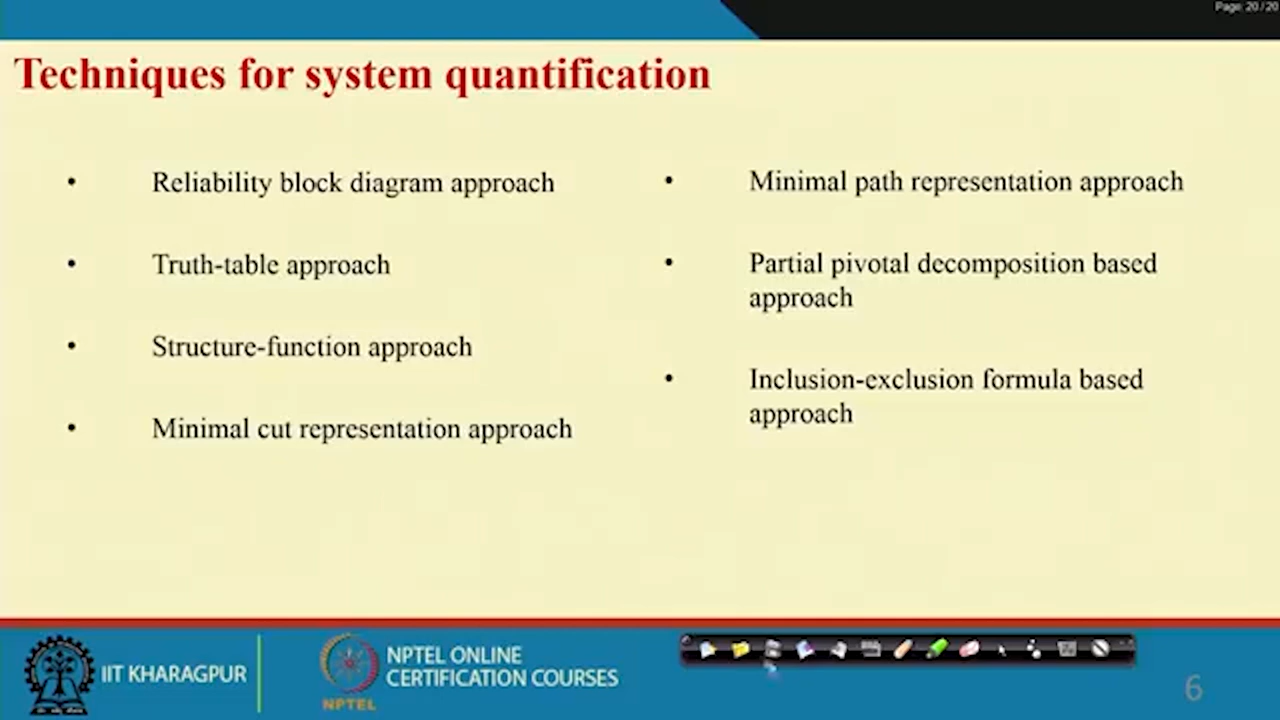 Page: 20 / 20
Techniques for system quantification
• Reliability block diagram approach
• Truth-table approach
• Structure-function approach
• Minimal cut representation approach
• Minimal path representation approach
• Partial pivotal decomposition based
approach
• Inclusion-exclusion formula based
approach
IIT KHARAGPUR
NPTEL
NPTEL ONLINE
CERTIFICATION COURSES
6